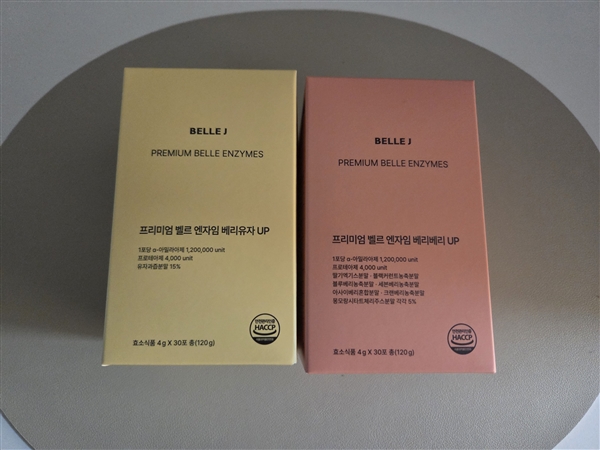 BELLE J
PREMIUM BELLE ENZYMES
프리미엄 벨르 엔자임 베리유자 UP
1포당 α-아밀라아제 1,200,000 unit
프로테아제 4,000 unit
유자과즙분말 15%
HACCP
효소식품 4g X 30포 총(120g)
BELLE J
PREMIUM BELLE ENZYMES
프리미엄 벨르 엔자임 베리베리 UP
1포당 α-아밀라아제 1,200,000 unit
프로테아제 4,000 unit
딸기엑기스분말 · 블랙커런트농축분말
블루베리농축분말 · 세븐베리농축분말
아사이베리혼합분말 · 크랜베리농축분말
몽모랑시타트체리주스분말 각각 5%
HACCP
효소식품 4g X 30포 총(120g)